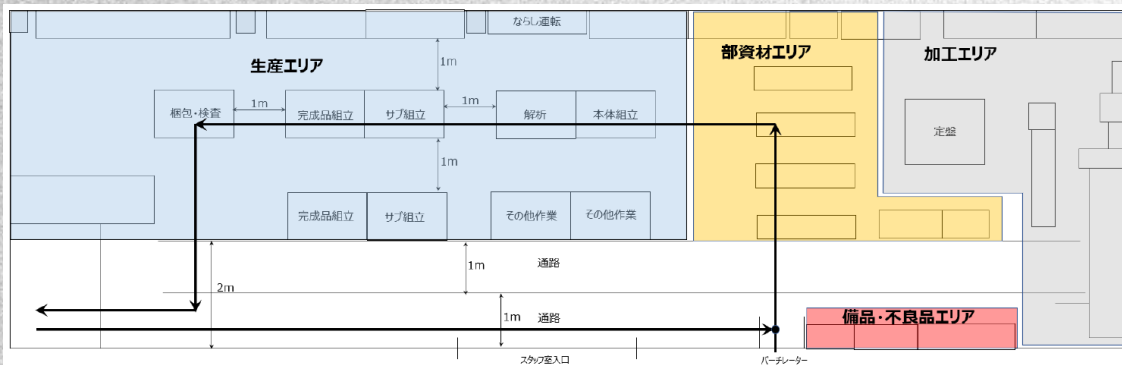 ならし運転
生産エリア
部資材エリア
加工エリア
1m
梱包・検査
1m
完成品組立
サブ組立
1m
解析
本体組立
定盤
1m
完成品組立
サブ組立
その他作業
その他作業
通路
1m
2m
1m
通路
備品・不良品エリア
スタッフ室入口
バーチレーター